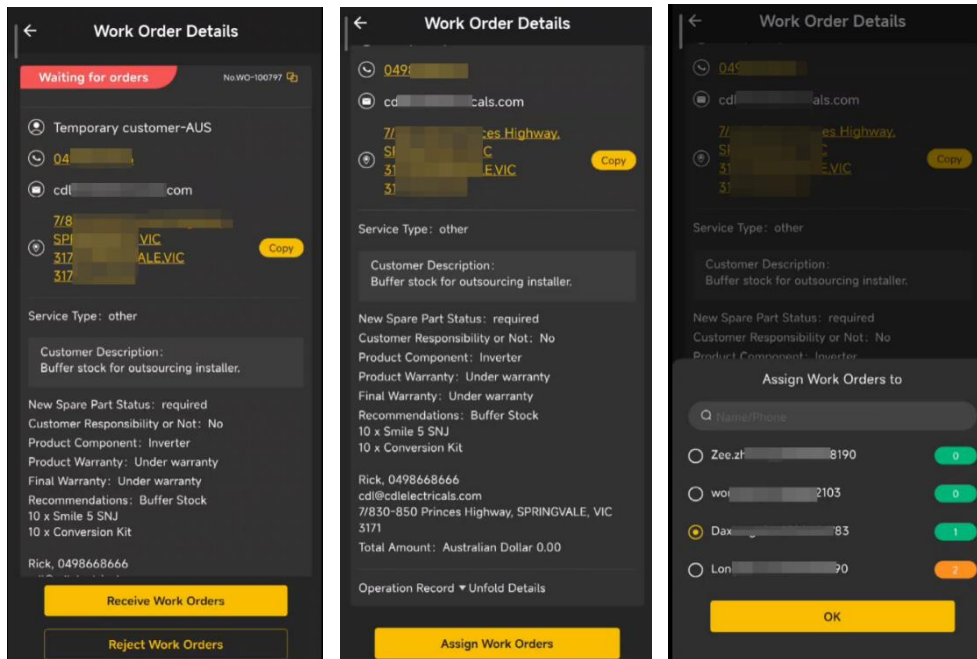 Work Order Details
Waiting for orders
No.WO-100797
Temporary customer-AUS
04
cdl com
7/8
SPI VIC
317 ALE,VIC
317
Copy
Service Type: other
Customer Description:
Buffer stock for outsourcing installer.
New Spare Part Status: required
Customer Responsibility or Not: No
Product Component: Inverter
Product Warranty: Under warranty
Final Warranty: Under warranty
Recommendations: Buffer Stock
10 x Smile 5 SNJ
10 x Conversion Kit
Rick, 0498668666
Receive Work Orders
Reject Work Orders
Work Order Details
049
cd cals.com
7/ ces Highway,
SF C
31 E,VIC
31
Copy
Service Type: other
Customer Description:
Buffer stock for outsourcing installer.
New Spare Part Status: required
Customer Responsibility or Not: No
Product Component: Inverter
Product Warranty: Under warranty
Final Warranty: Under warranty
Recommendations: Buffer Stock
10 x Smile 5 SNJ
10 x Conversion Kit
Rick, 0498668666
cdl@cdlelectricals.com
7/830-850 Princes Highway, SPRINGVALE, VIC
3171
Total Amount: Australian Dollar 0.00
Operation Record ▼ Unfold Details
Assign Work Orders
Work Order Details
04
cdl als.com
7/ es Highway,
SF C
31 E,VIC
31
Copy
Service Type: other
Customer Description:
Buffer stock for outsourcing installer.
New Spare Part Status: required
Customer Responsibility or Not: No
Product Component: Inverter
Assign Work Orders to
Name/Phone
Zee.zh 8190 0
wo 2103 0
Dax 83 1
Lon 90 2
OK